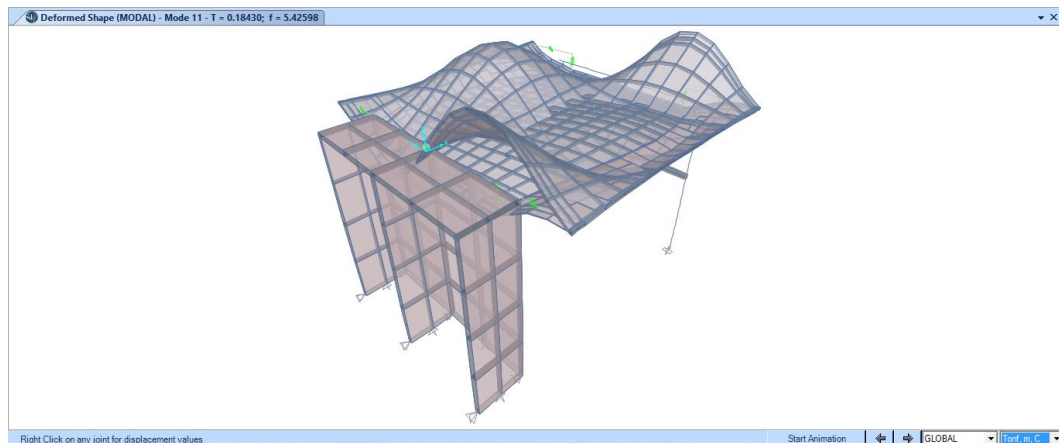 Deformed Shape (MODAL) - Mode 11 - T = 0.18430; f = 5.42598
Right Click on any joint for displacement values
Start Animation
GLOBAL
Tonf, m, C